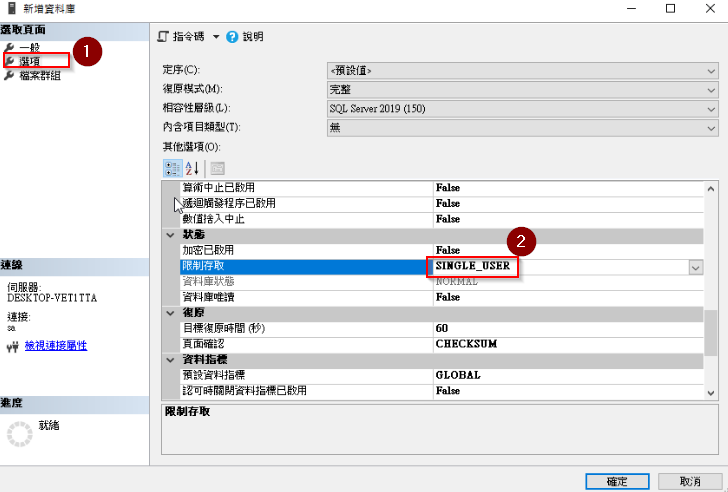 新增資料庫
選取頁面
一般
選項
檔案群組
1
指令碼
說明
定序(C):
<預設值>
復原模式(M):
完整
相容性層級(L):
SQL Server 2019 (150)
內含項目類型(T):
無
其他選項(O):
算術中止已啟用 False
遞迴觸發程序已啟用 False
數值捨入中止 False
狀態
加密已啟用 False
2
限制存取 SINGLE_USER
資料庫狀態 NORMAL
資料庫唯讀 False
復原
目標復原時間 (秒) 60
頁面確認 CHECKSUM
資料指標
預設資料指標 GLOBAL
認可時關閉資料指標已啟用 False
限制存取
連線
伺服器:
DESKTOP-VET1TTA
連接:
sa
檢視連接屬性
進度
就緒
確定
取消